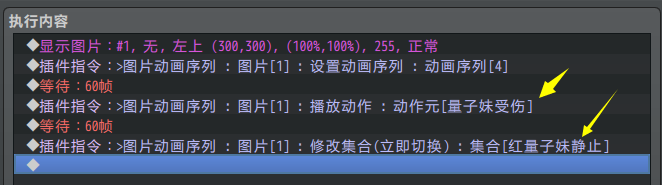 执行内容
◆显示图片：#1, 无, 左上 (300,300), (100%,100%), 255, 正常
◆插件指令：>图片动画序列 : 图片[1] : 设置动画序列 : 动画序列[4]
◆等待：60帧
◆插件指令：>图片动画序列 : 图片[1] : 播放动作 : 动作元[量子妹受伤]
◆等待：60帧
◆插件指令：>图片动画序列 : 图片[1] : 修改集合(立即切换) : 集合[红量子妹静止]
◆